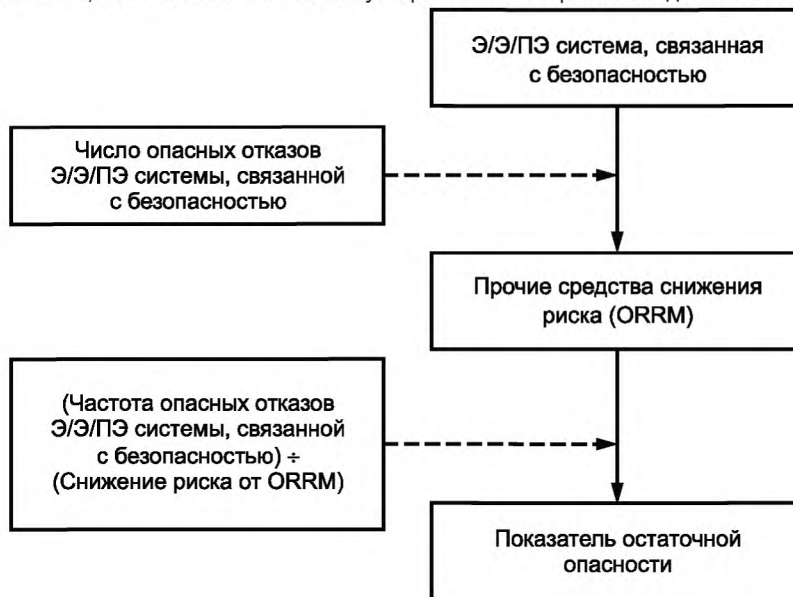 Э/Э/ПЭ система, связанная
с безопасностью
Число опасных отказов
Э/Э/ПЭ системы, связанной
с безопасностью
Прочие средства снижения
риска (ORRM)
(Частота опасных отказов
Э/Э/ПЭ системы, связанной
с безопасностью) ÷
(Снижение риска от ORRM)
Показатель остаточной
опасности